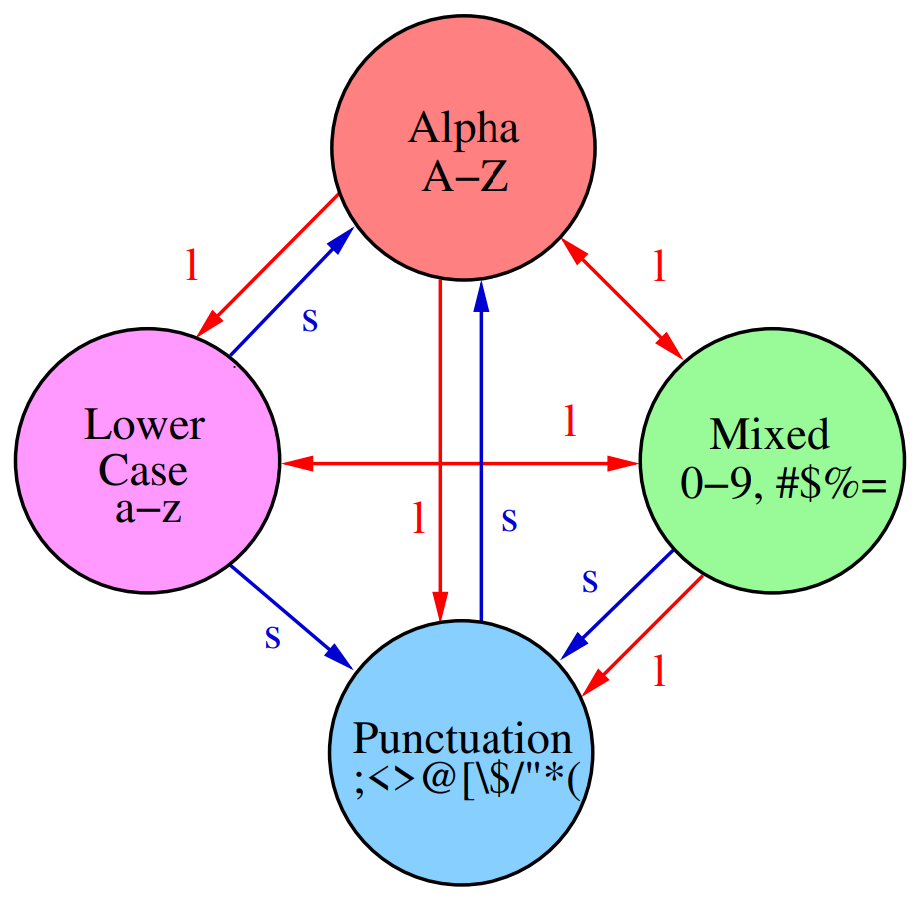 Alpha
A−Z
l
l
s
Lower
Case
a−z
l
Mixed
0−9, #$%=
l
s
s
s
l
Punctuation
;<>@[\$/"*(